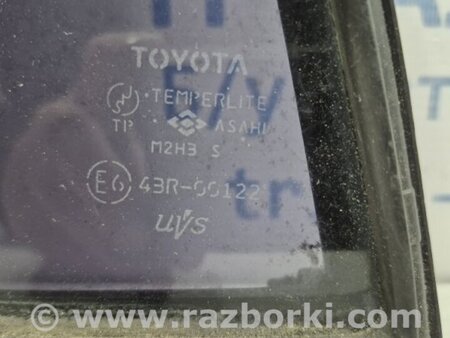 TOYOTA
TEMPERLITE
TP ASAHI
M2H3 S
E6 43R-00122
UVS
www.razborki.com